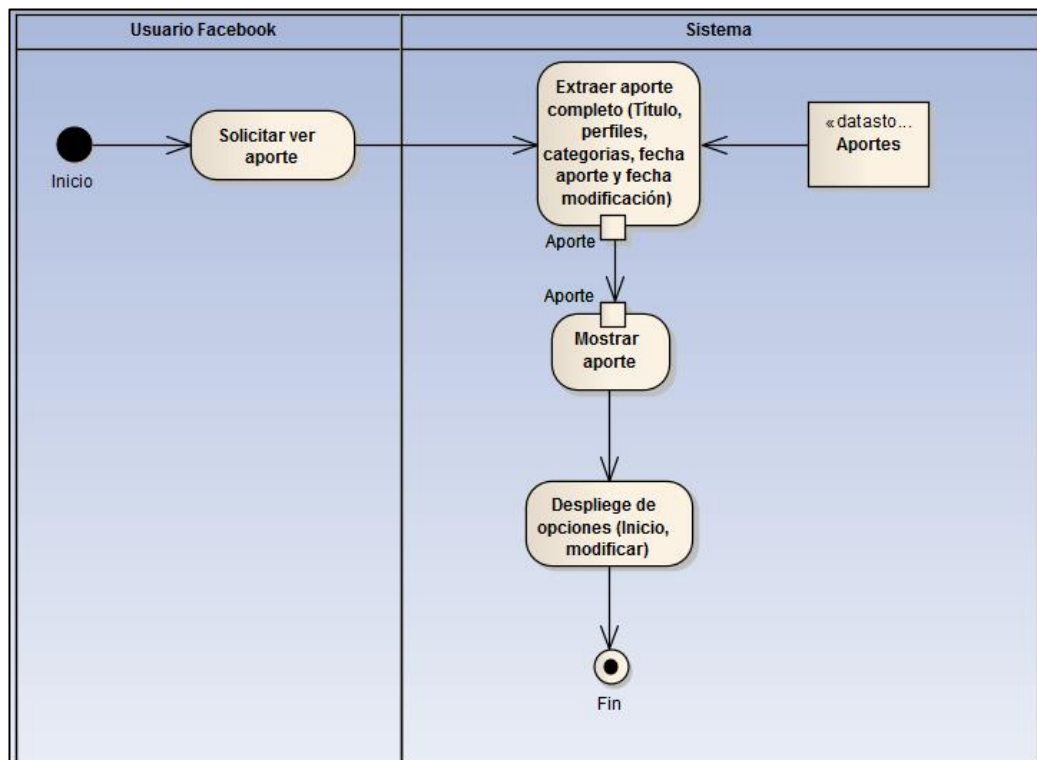 Usuario Facebook
Sistema
Inicio
Solicitar ver
aporte
Extraer aporte
completo (Titulo,
perfiles,
categorias, fecha
aporte y fecha
modificación)
«datasto...
Aportes
Aporte
Aporte
Mostrar
aporte
Despliege de
opciones (Inicio,
modificar)
Fin